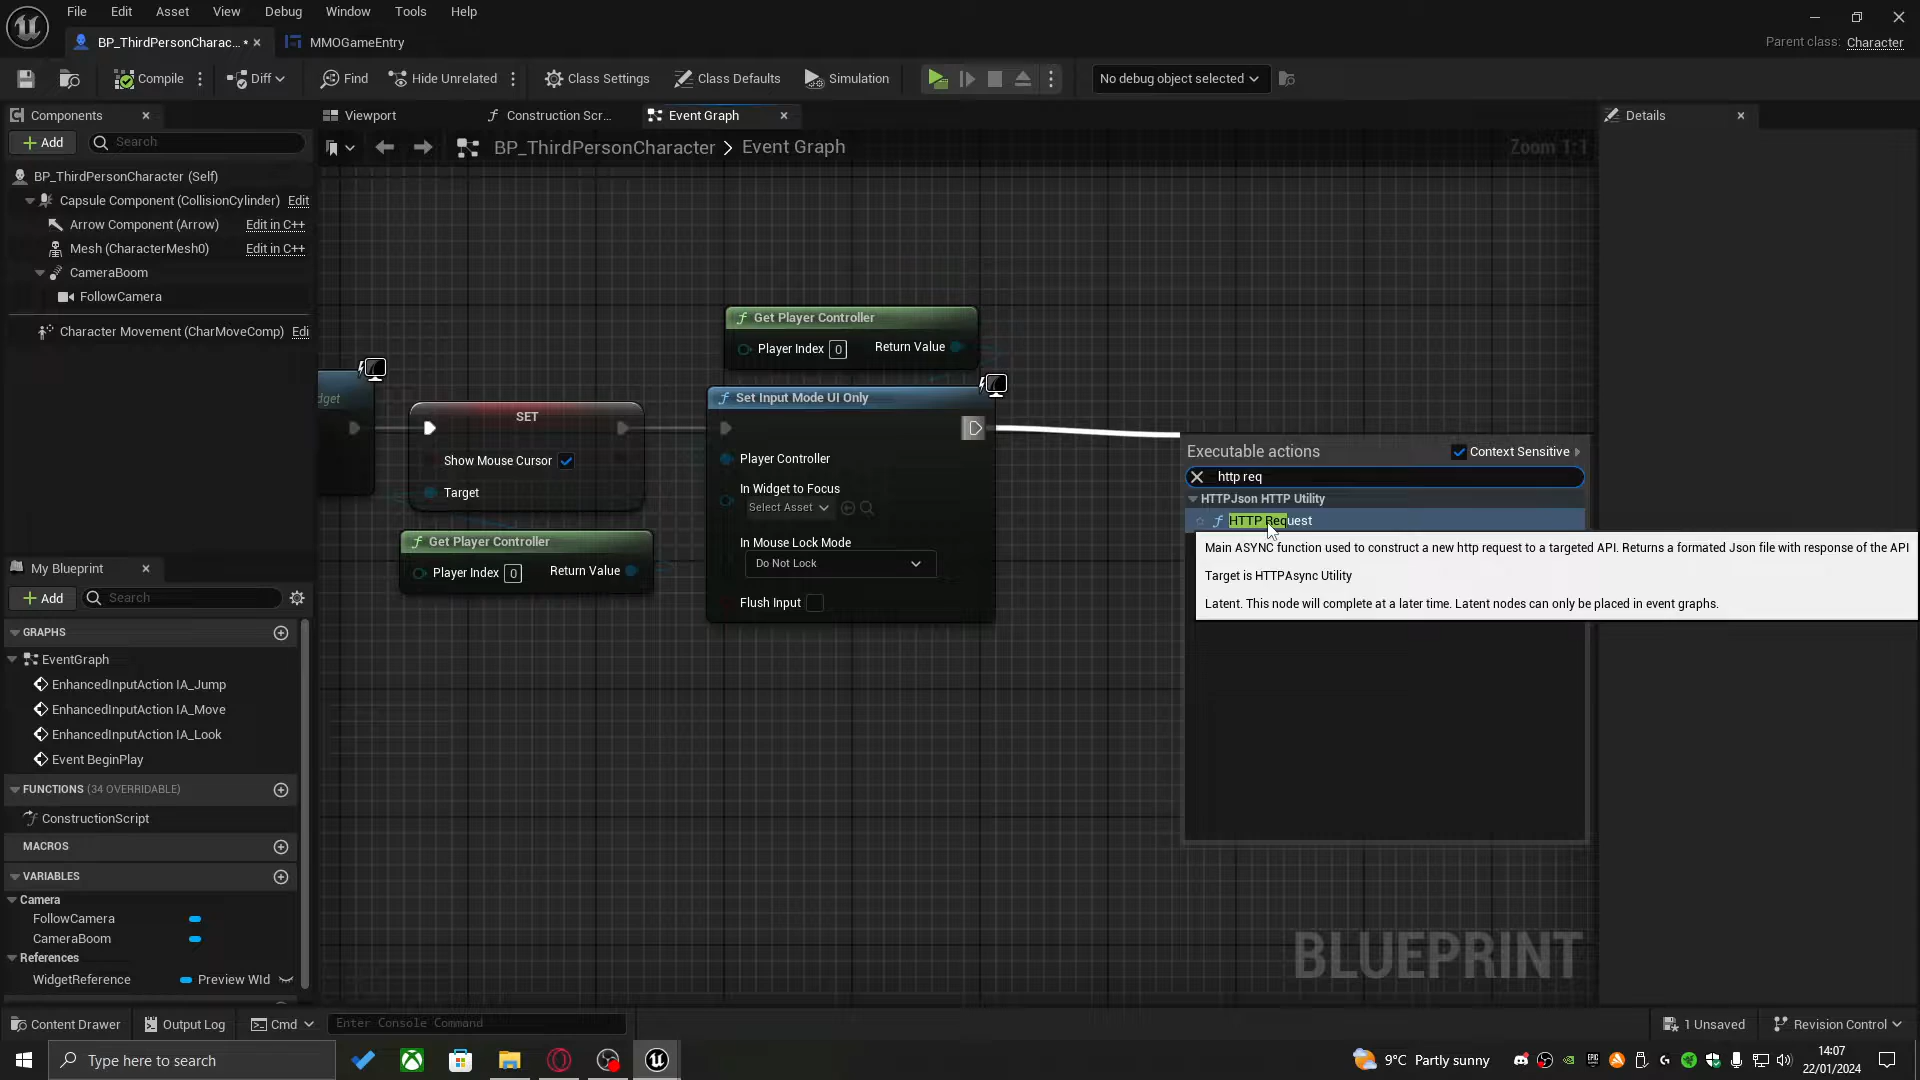 File Edit Asset View Debug Window Tools Help
BP_ThirdPersonCharac... • MMOGameEntry
Parent class: Character
Compile Diff Find Hide Unrelated Class Settings Class Defaults Simulation No debug object selected
Components
Viewport Construction Scr... Event Graph
Details
Add Search
BP_ThirdPersonCharacter > Event Graph
Zoom 1:1
BP_ThirdPersonCharacter (Self)
Capsule Component (CollisionCylinder) Edit
Arrow Component (Arrow) Edit in C++
Mesh (CharacterMesh0) Edit in C++
CameraBoom
FollowCamera
Character Movement (CharMoveComp) Edi
Get Player Controller
Player Index 0 Return Value
dget
SET
Show Mouse Cursor
Target
Get Player Controller
Player Index 0 Return Value
Set Input Mode UI Only
Player Controller
In Widget to Focus
Select Asset
In Mouse Lock Mode
Do Not Lock
Flush Input
Executable actions Context Sensitive
http req
HTTPJson HTTP Utility
HTTP Request
Main ASYNC function used to construct a new http request to a targeted API. Returns a formated Json file with response of the API
Target is HTTPAsync Utility
Latent. This node will complete at a later time. Latent nodes can only be placed in event graphs.
My Blueprint
Add Search
GRAPHS
EventGraph
EnhancedInputAction IA_Jump
EnhancedInputAction IA_Move
EnhancedInputAction IA_Look
Event BeginPlay
FUNCTIONS (34 OVERRIDABLE)
ConstructionScript
MACROS
VARIABLES
Camera
FollowCamera
CameraBoom
References
WidgetReference Preview WId
BLUEPRINT
Content Drawer Output Log Cmd Enter Console Command 1 Unsaved Revision Control
Type here to search
9°C Partly sunny
14:07
22/01/2024